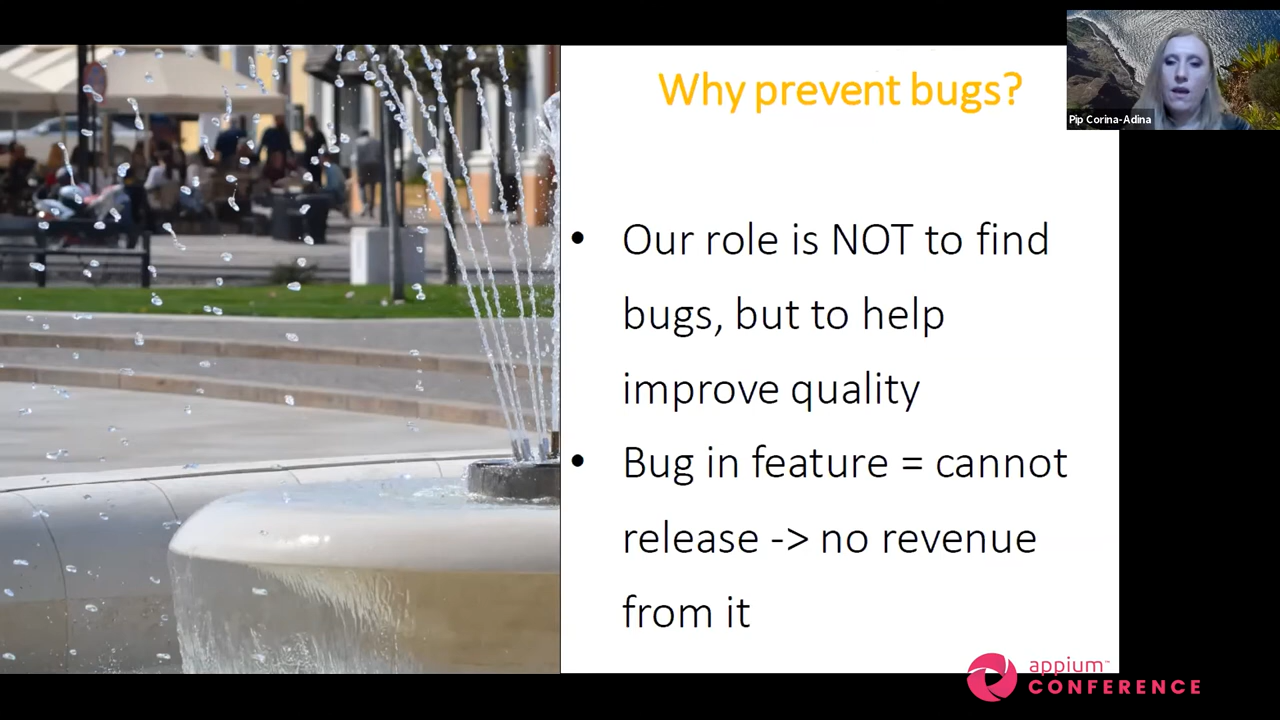 Why prevent bugs?
Pip Corina-Adina
• Our role is NOT to find
bugs, but to help
improve quality
• Bug in feature = cannot
release -> no revenue
from it
appium™
CONFERENCE